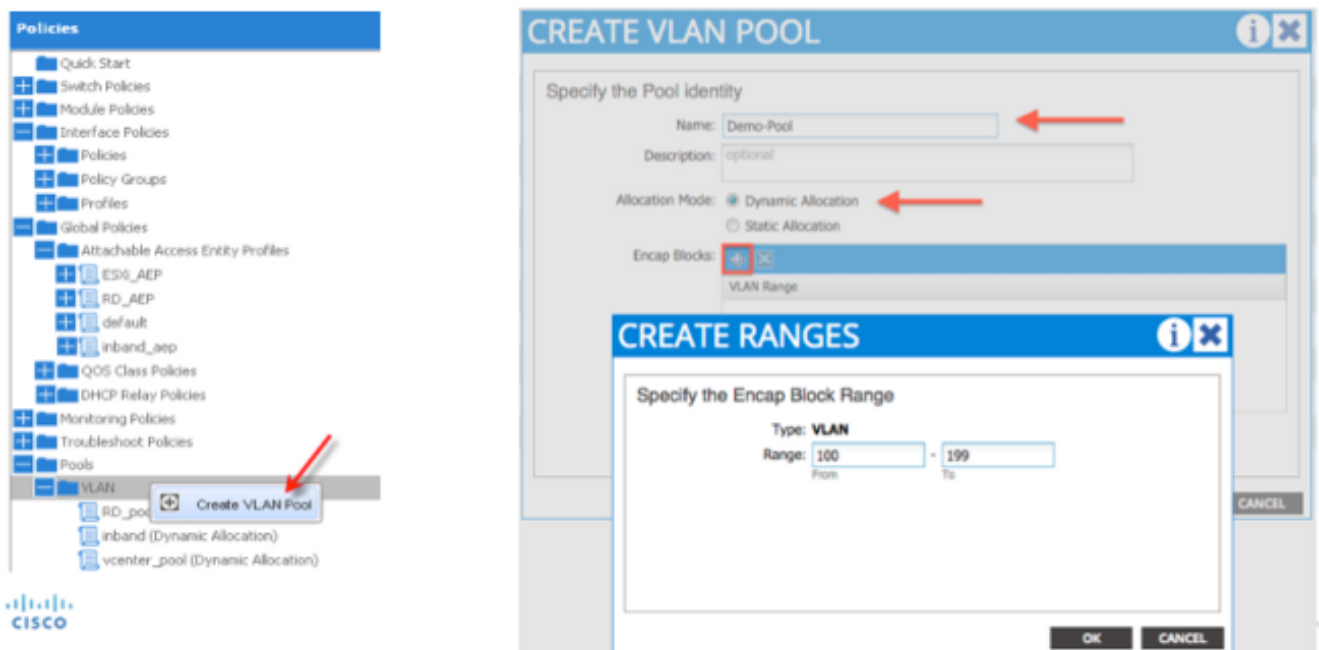 Policies
Quick Start
Switch Policies
Module Policies
Interface Policies
Policies
Policy Groups
Profiles
Global Policies
Attachable Access Entity Profiles
ESXi_AEP
RD_AEP
default
inband_aep
QOS Class Policies
DHCP Relay Policies
Monitoring Policies
Troubleshoot Policies
Pools
VLAN
Create VLAN Pool
RD_poo
inband (Dynamic Allocation)
vcenter_pool (Dynamic Allocation)
CISCO
CREATE VLAN POOL
Specify the Pool identity
Name: Demo-Pool
Description: optional
Allocation Mode: Dynamic Allocation
Static Allocation
Encap Blocks:
VLAN Range
CANCEL
CREATE RANGES
Specify the Encap Block Range
Type: VLAN
Range: 100 - 199
From To
OK CANCEL